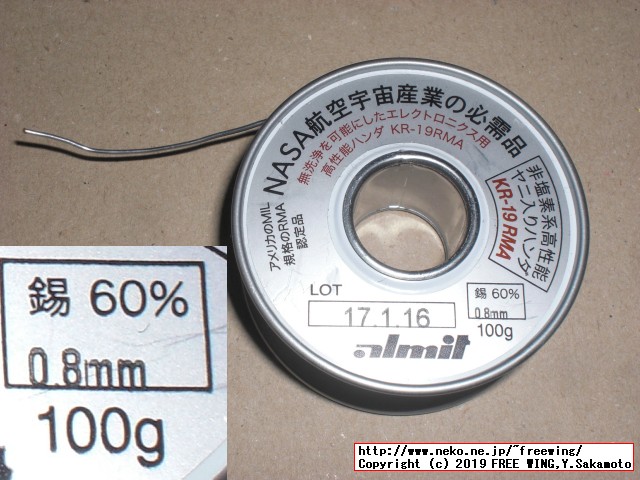 NASA航空宇宙産業の必需品
無洗浄を可能にしたエレクトロニクス用
高性能ハンダ KR-19RMA
アメリカのMIL
規格のRMA
認定品
非塩素系高性能
ヤニ入りハンダ
KR-19 RMA
LOT
17.1.16
錫 60%
0.8mm
100g
almit
錫 60%
0.8mm
100g
http://www.neko.ne.jp/~freewing/
Copyright (c) 2019 FREE WING,Y.Sakamoto